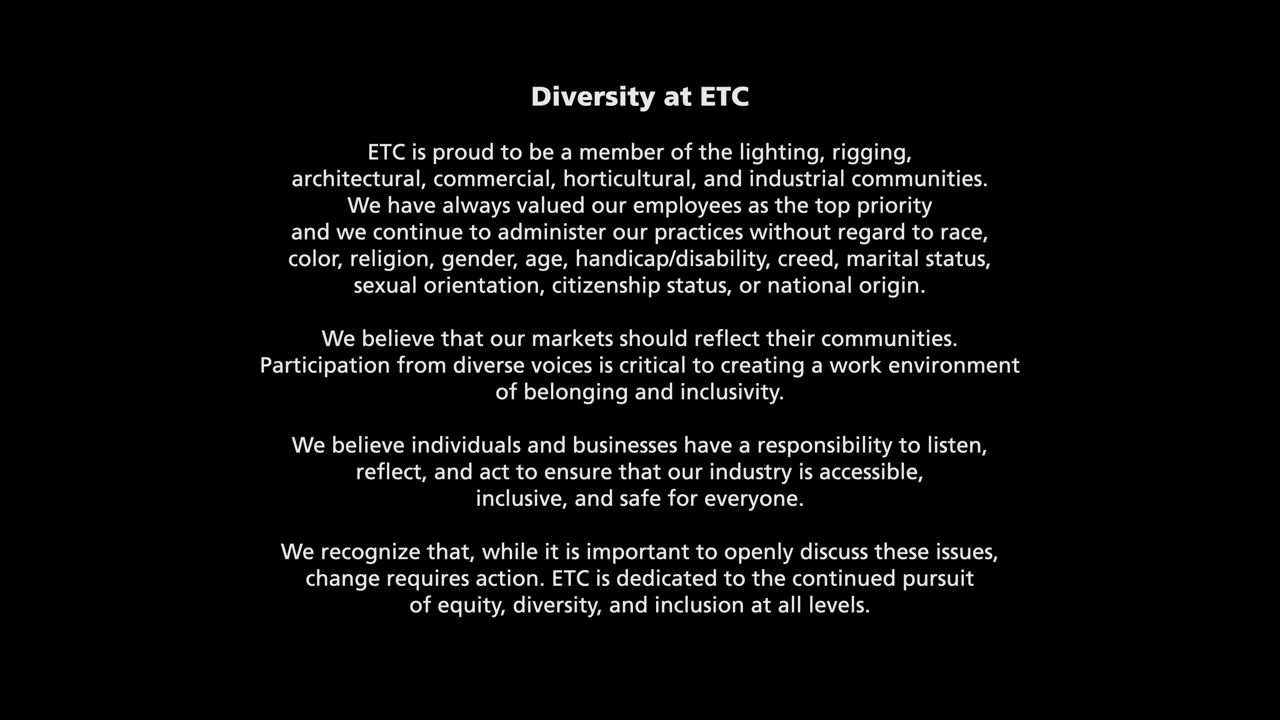 Diversity at ETC
ETC is proud to be a member of the lighting, rigging,
architectural, commercial, horticultural, and industrial communities.
We have always valued our employees as the top priority
and we continue to administer our practices without regard to race,
color, religion, gender, age, handicap/disability, creed, marital status,
sexual orientation, citizenship status, or national origin.
We believe that our markets should reflect their communities.
Participation from diverse voices is critical to creating a work environment
of belonging and inclusivity.
We believe individuals and businesses have a responsibility to listen,
reflect, and act to ensure that our industry is accessible,
inclusive, and safe for everyone.
We recognize that, while it is important to openly discuss these issues,
change requires action. ETC is dedicated to the continued pursuit
of equity, diversity, and inclusion at all levels.